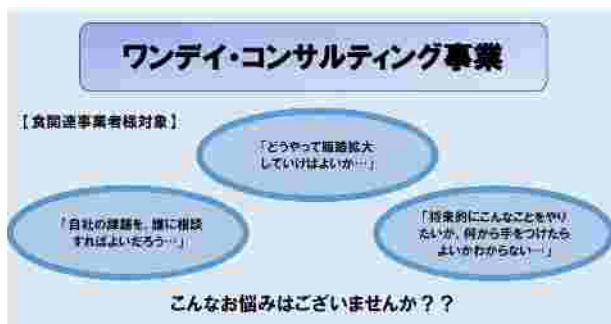 ワンデイ・コンサルティング事業
【食関連事業者様対象】
「どうやって販路拡大
していけばよいか…」
「自社の課題を、誰に相談
すればよいだろう…」
「将来的にこんなことをやり
たいが、何から手をつけたら
よいかわからない…」
こんなお悩みはございませんか？？